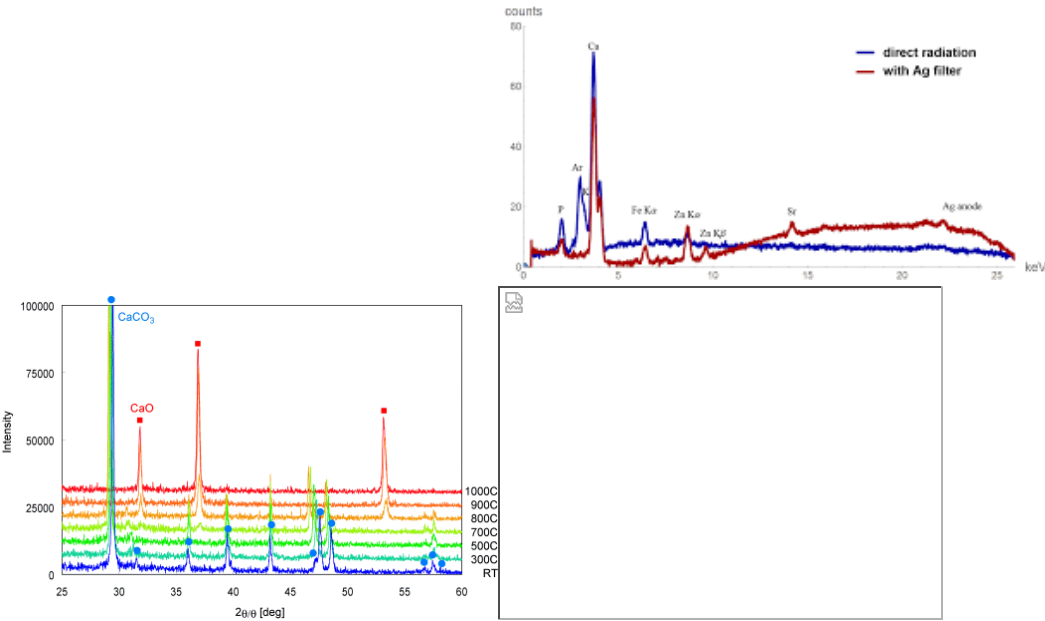 counts
80
60
40
20
0
5
10
15
20
25
keV
direct radiation
with Ag filter
P
Ar
K
Ca
Fe Kα
Zn Kα
Zn Kβ
Sr
Ag anode
100000
75000
50000
25000
0
Intensity
CaCO₃
CaO
1000C
900C
800C
700C
500C
300C
RT
25
30
35
40
45
50
55
60
2θ/θ [deg]